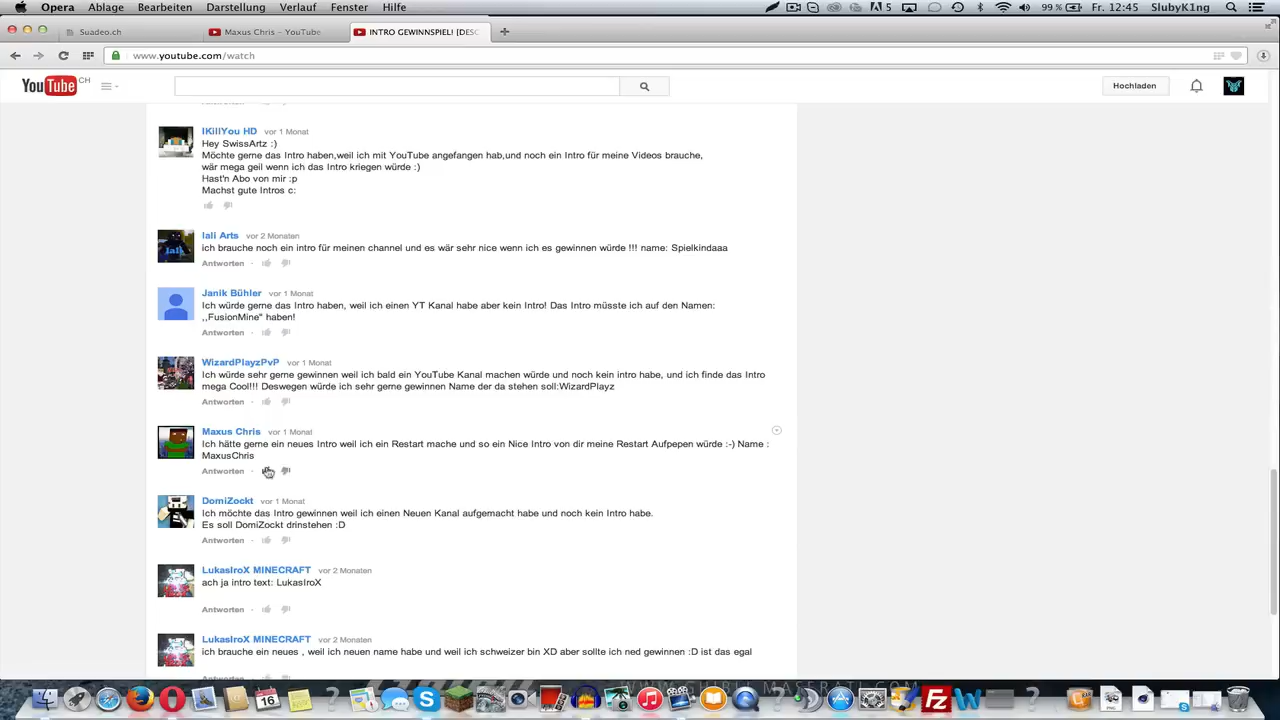 Opera Ablage Bearbeiten Darstellung Verlauf Fenster Hilfe 5 99 % Fr. 12:45 SlubyK1ng
Suadeo.ch Maxus Chris - YouTube INTRO GEWINNSPIEL! [DESC
www.youtube.com/watch
YouTube CH Hochladen
IKillYou HD vor 1 Monat
Hey SwissArtz :)
Möchte gerne das Intro haben,weil ich mit YouTube angefangen hab,und noch ein Intro für meine Videos brauche,
wär mega geil wenn ich das Intro kriegen würde :)
Hast'n Abo von mir :p
Machst gute Intros c:
Iali Arts vor 2 Monaten
ich brauche noch ein intro für meinen channel und es wär sehr nice wenn ich es gewinnen würde !!! name: Spielkindaaa
Antworten
Janik Bühler vor 1 Monat
Ich würde gerne das Intro haben, weil ich einen YT Kanal habe aber kein Intro! Das Intro müsste ich auf den Namen:
,,FusionMine" haben!
Antworten
WizardPlayzPvP vor 1 Monat
Ich würde sehr gerne gewinnen weil ich bald ein YouTube Kanal machen würde und noch kein intro habe, und ich finde das Intro
mega Cool!!! Deswegen würde ich sehr gerne gewinnen Name der da stehen soll:WizardPlayz
Antworten
Maxus Chris vor 1 Monat
Ich hätte gerne ein neues Intro weil ich ein Restart mache und so ein Nice Intro von dir meine Restart Aufpepen würde :-) Name :
MaxusChris
Antworten
DomiZockt vor 1 Monat
Ich möchte das Intro gewinnen weil ich einen Neuen Kanal aufgemacht habe und noch kein Intro habe.
Es soll DomiZockt drinstehen :D
Antworten
LukasIroX MINECRAFT vor 2 Monaten
ach ja intro text: LukasIroX
Antworten
LukasIroX MINECRAFT vor 2 Monaten
ich brauche ein neues , weil ich neuen name habe und weil ich schweizer bin XD aber sollte ich ned gewinnen :D ist das egal
16